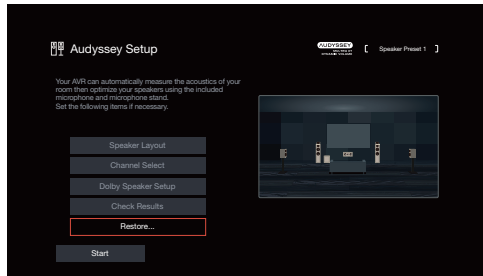 Audyssey Setup
AUDYSSEY
[ Speaker Preset 1 ]
Your AVR can automatically measure the acoustics of your
room then optimize your speakers using the included
microphone and microphone stand.
Set the following items if necessary.
Speaker Layout
Channel Select
Dolby Speaker Setup
Check Results
Restore...
Start